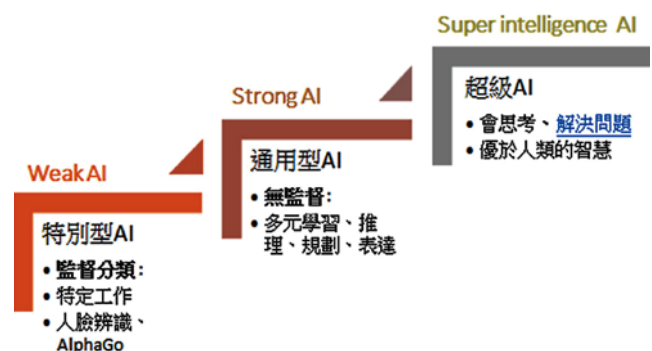 Weak AI
特別型AI
• 監督分類：
• 特定工作
• 人臉辨識、
AlphaGo
Strong AI
通用型AI
• 無監督：
• 多元學習、推
理、規劃、表達
Super intelligence AI
超級AI
• 會思考、解決問題
• 優於人類的智慧